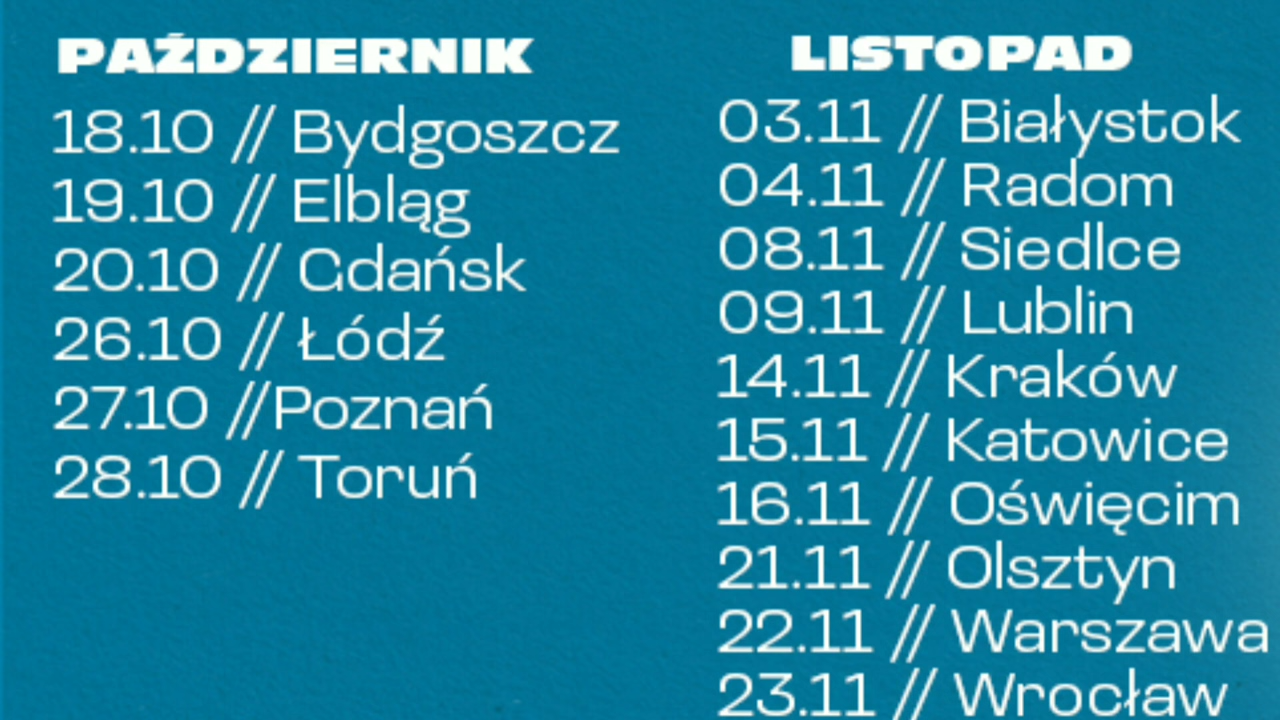 PAŹDZIERNIK
18.10 // Bydgoszcz
19.10 // Elbląg
20.10 // Gdańsk
26.10 // Łódź
27.10 //Poznań
28.10 // Toruń
LISTOPAD
03.11 // Białystok
04.11 // Radom
08.11 // Siedlce
09.11 // Lublin
14.11 // Kraków
15.11 // Katowice
16.11 // Oświęcim
21.11 // Olsztyn
22.11 // Warszawa
23.11 // Wrocław